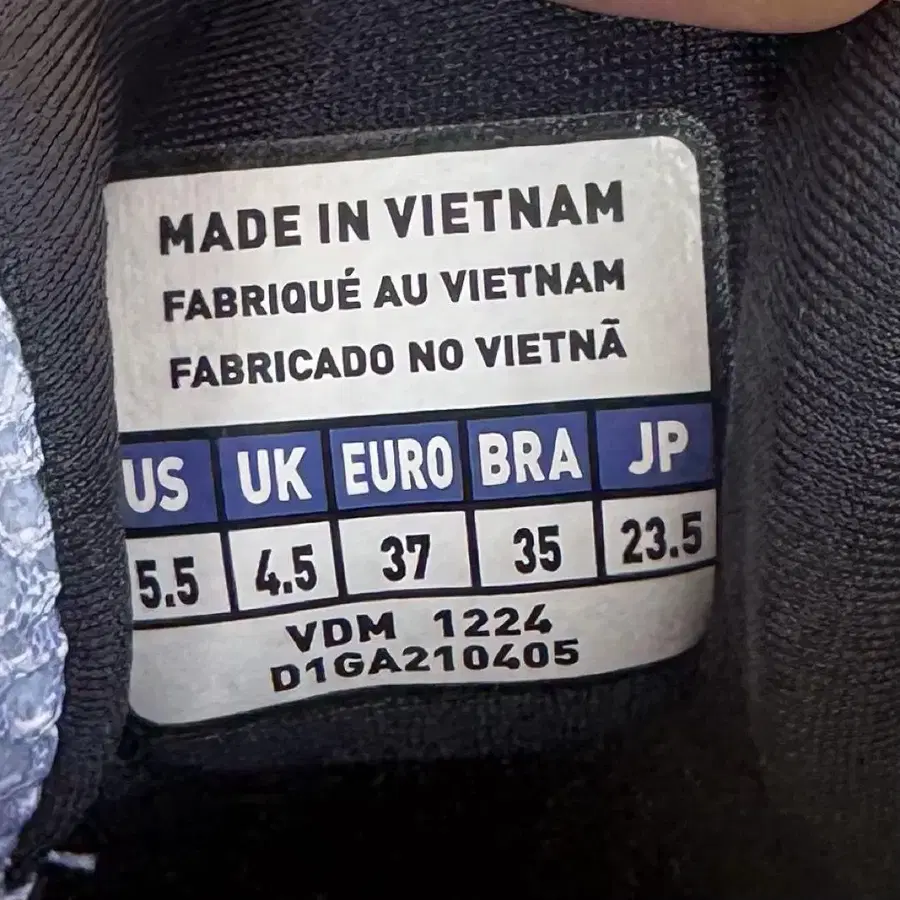 MADE IN VIETNAM
FABRIQUÉ AU VIETNAM
FABRICADO NO VIETNÃ
US UK EURO BRA JP
5.5 4.5 37 35 23.5
VDM 1224
D1GA210405